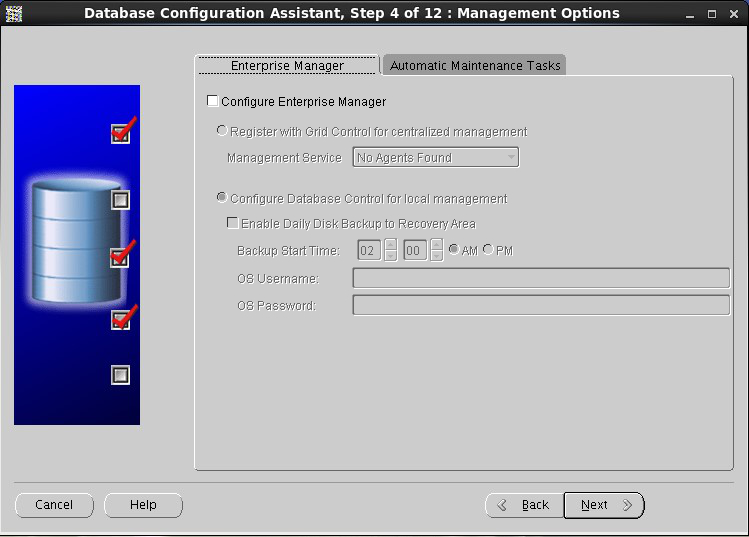 Database Configuration Assistant, Step 4 of 12 : Management Options
Enterprise Manager
Automatic Maintenance Tasks
Configure Enterprise Manager
Register with Grid Control for centralized management
Management Service No Agents Found
Configure Database Control for local management
Enable Daily Disk Backup to Recovery Area
Backup Start Time: 02 00 AM PM
OS Username:
OS Password:
Cancel
Help
Back
Next